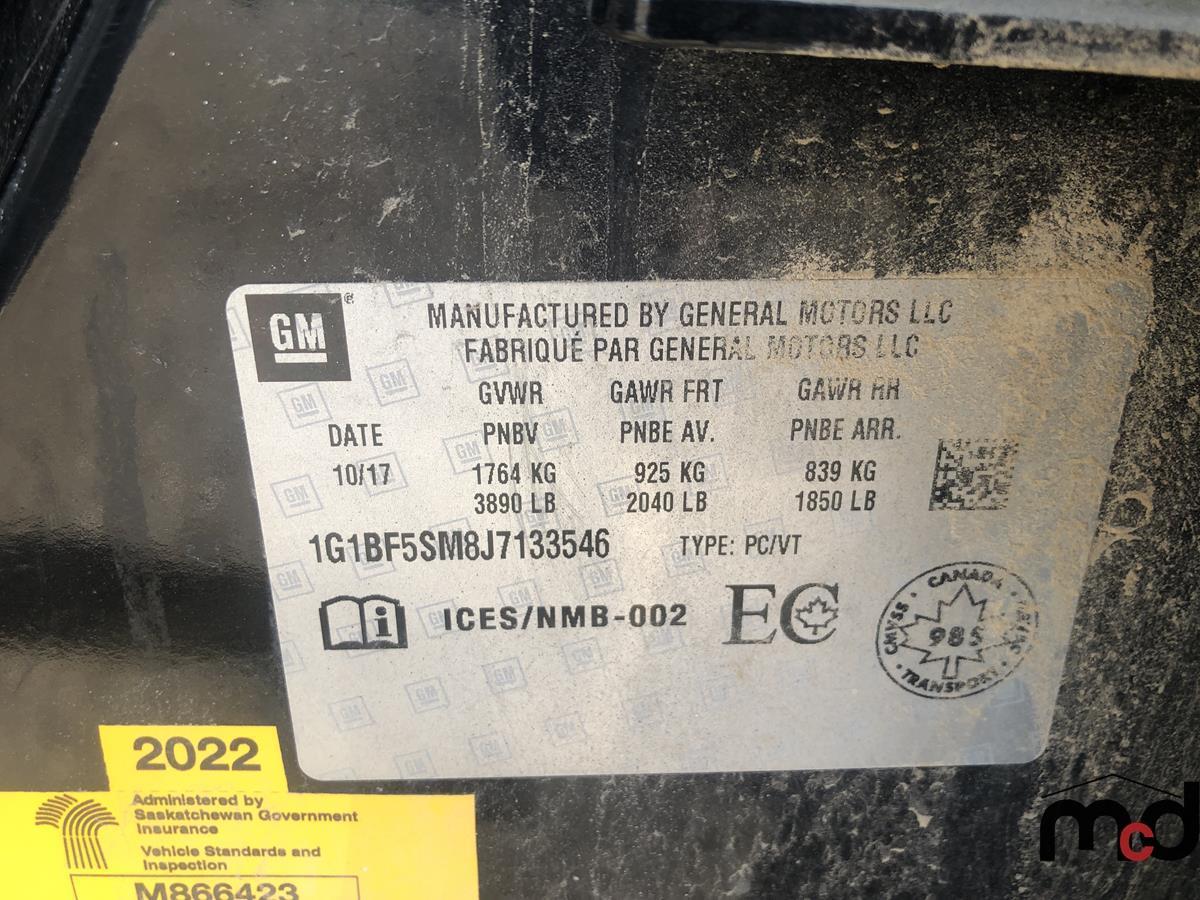 GM®
MANUFACTURED BY GENERAL MOTORS LLC
FABRIQUÉ PAR GENERAL MOTORS LLC
GVWR GAWR FRT GAWR RR
DATE PNBV PNBE AV. PNBE ARR.
10/17 1764 KG 925 KG 839 KG
3890 LB 2040 LB 1850 LB
1G1BF5SM8J7133546 TYPE: PC/VT
i ICES/NMB-002 EC
CANADA
CMVSS 985
TRANSPORT
2022
Administered by
Saskatchewan Government
Insurance
Vehicle Standards and
Inspection
M866423
mcd